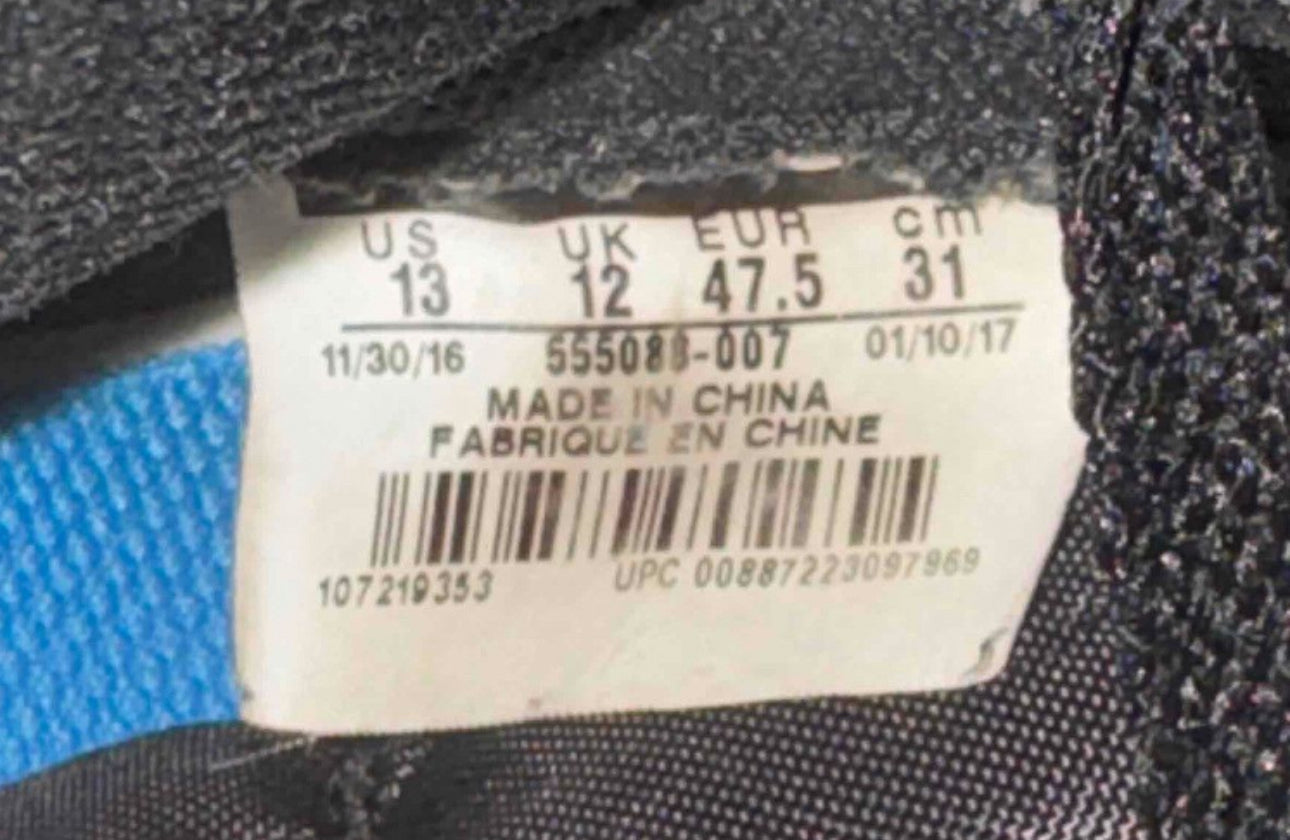 US UK EUR cm
13 12 47.5 31
11/30/16 555088-007 01/10/17
MADE IN CHINA
FABRIQUE EN CHINE
107219353 UPC 00887223097969